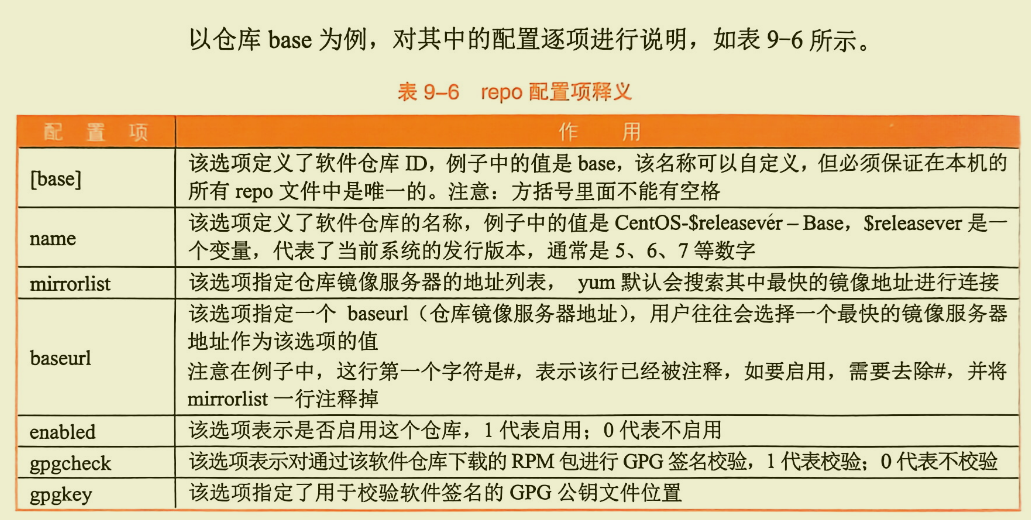 以仓库 base 为例，对其中的配置逐项进行说明，如表 9-6 所示。
表 9-6 repo 配置项释义
配 置 项 作 用
[base] 该选项定义了软件仓库 ID，例子中的值是 base，该名称可以自定义，但必须保证在本机的
所有 repo 文件中是唯一的。注意：方括号里面不能有空格
name 该选项定义了软件仓库的名称，例子中的值是 CentOS-$releasevér – Base，$releasever 是一
个变量，代表了当前系统的发行版本，通常是 5、6、7 等数字
mirrorlist 该选项指定仓库镜像服务器的地址列表， yum 默认会搜索其中最快的镜像地址进行连接
baseurl 该选项指定一个 baseurl（仓库镜像服务器地址），用户往往会选择一个最快的镜像服务器
地址作为该选项的值
注意在例子中，这行第一个字符是#，表示该行已经被注释，如要启用，需要去除#，并将
mirrorlist 一行注释掉
enabled 该选项表示是否启用这个仓库，1 代表启用；0 代表不启用
gpgcheck 该选项表示对通过该软件仓库下载的 RPM 包进行 GPG 签名校验，1 代表校验；0 代表不校验
gpgkey 该选项指定了用于校验软件签名的 GPG 公钥文件位置